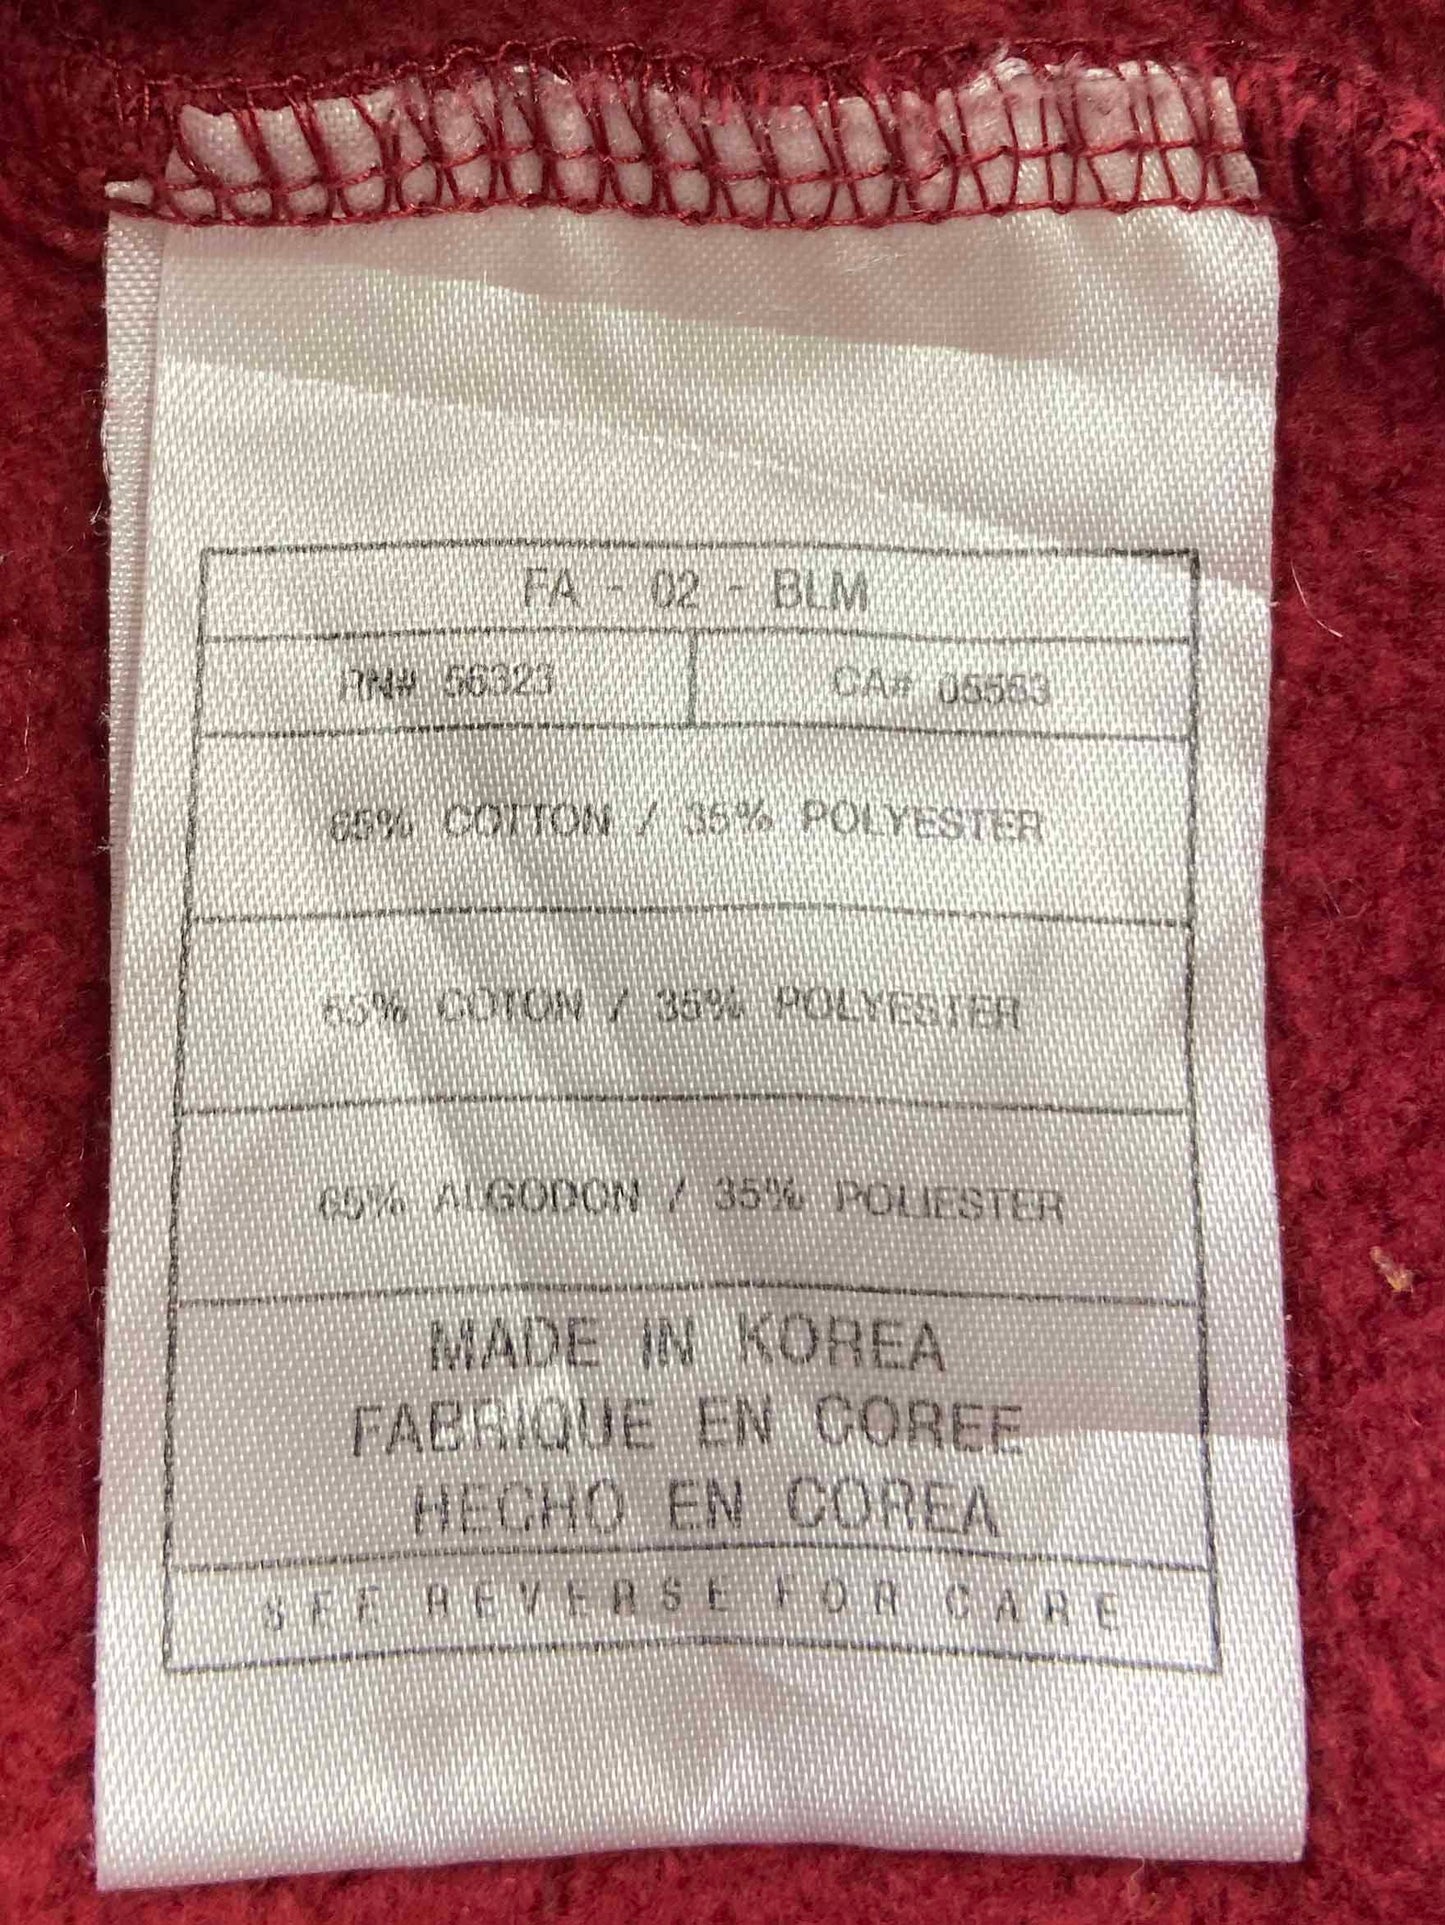 FA - 02 - BLM
RN# 56323 CA# 05553
65% COTTON / 35% POLYESTER
65% COTON / 35% POLYESTER
65% ALGODON / 35% POLIESTER
MADE IN KOREA
FABRIQUE EN COREE
HECHO EN COREA
SEE REVERSE FOR CARE